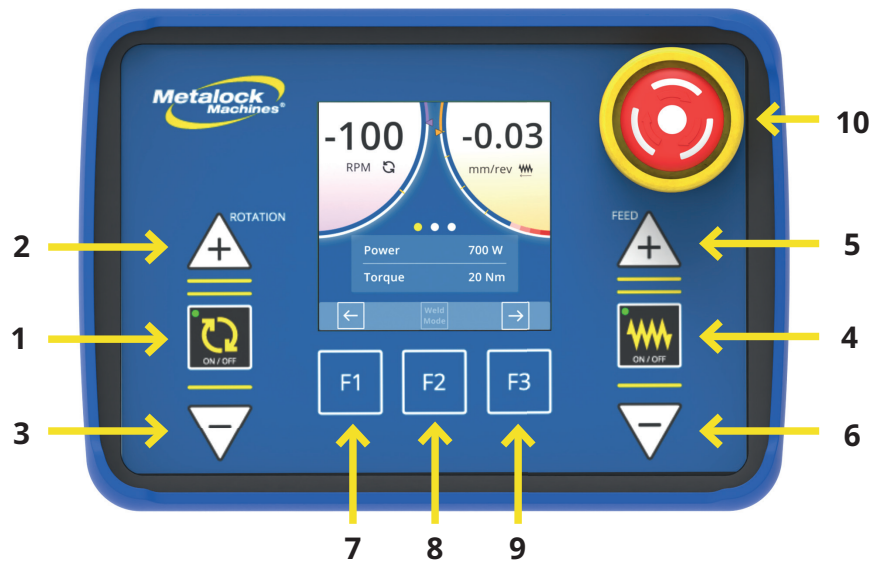 Metalock
Machines®
-100
RPM
-0.03
mm/rev
10
ROTATION
FEED
+
+
2
5
Power 700 W
Torque 20 Nm
1
ON / OFF
← Weld
Mode →
ON / OFF
4
F1 F2 F3
3
−
−
6
7 8 9